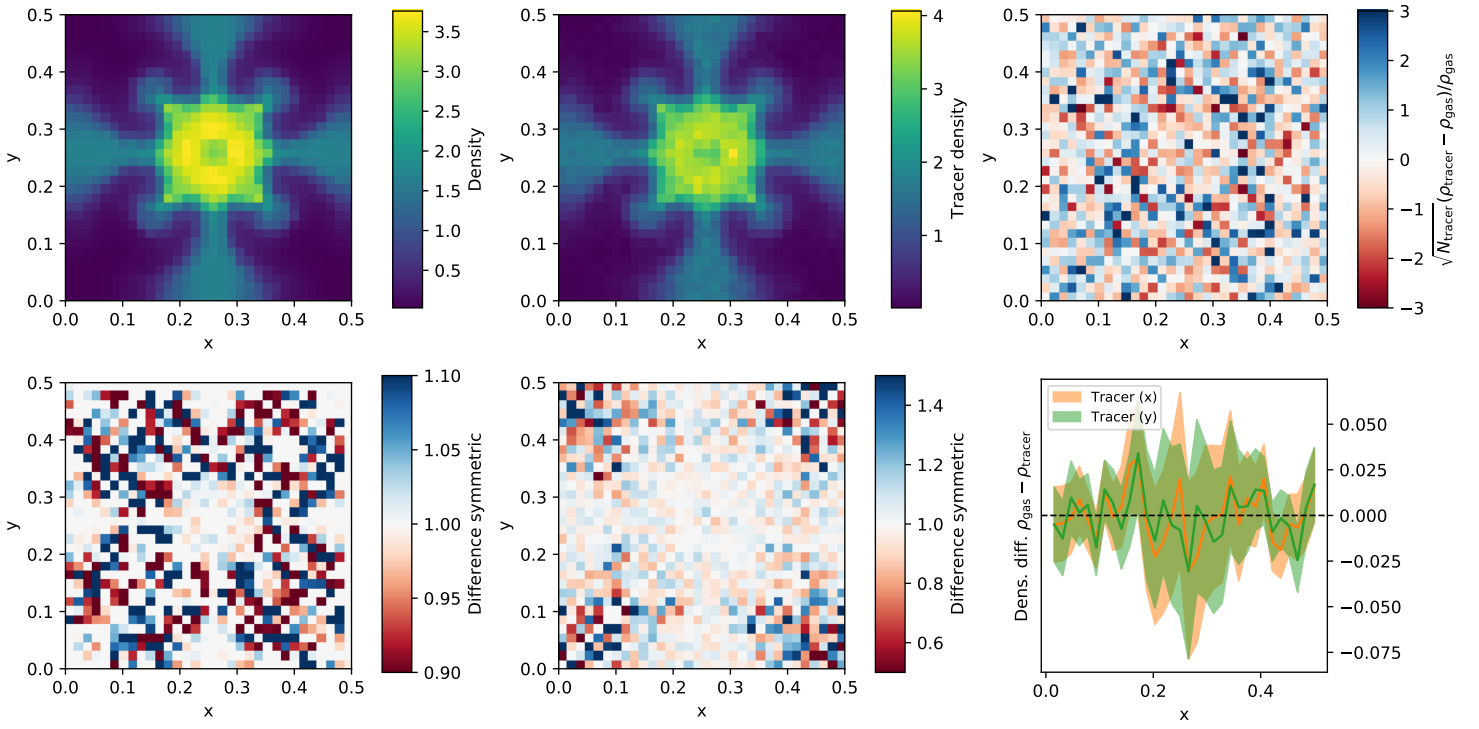 0.5
0.4
0.3
0.2
0.1
0.0
y
0.0 0.1 0.2 0.3 0.4 0.5
x
3.5
3.0
2.5
2.0
1.5
1.0
0.5
Density
0.5
0.4
0.3
0.2
0.1
0.0
y
0.0 0.1 0.2 0.3 0.4 0.5
x
4
3
2
1
Tracer density
0.5
0.4
0.3
0.2
0.1
0.0
y
0.0 0.1 0.2 0.3 0.4 0.5
x
3
2
1
0
−1
−2
−3
√N_tracer (ρ_tracer − ρ_gas)/ρ_gas
0.5
0.4
0.3
0.2
0.1
0.0
y
0.0 0.1 0.2 0.3 0.4 0.5
x
1.10
1.05
1.00
0.95
0.90
Difference symmetric
0.5
0.4
0.3
0.2
0.1
0.0
y
0.0 0.1 0.2 0.3 0.4 0.5
x
1.4
1.2
1.0
0.8
0.6
Difference symmetric
Dens. diff. ρ_gas − ρ_tracer
Tracer (x)
Tracer (y)
0.050
0.025
0.000
−0.025
−0.050
−0.075
0.0 0.2 0.4
x